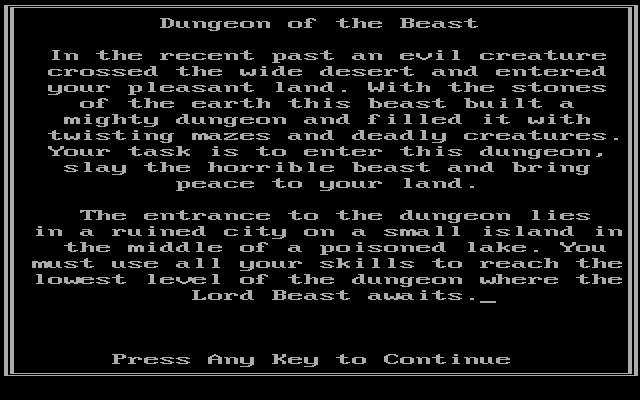 Dungeon of the Beast
In the recent past an evil creature
crossed the wide desert and entered
your pleasant land. With the stones
of the earth this beast built a
mighty dungeon and filled it with
twisting mazes and deadly creatures.
Your task is to enter this dungeon,
slay the horrible beast and bring
peace to your land.
The entrance to the dungeon lies
in a ruined city on a small island in
the middle of a poisoned lake. You
must use all your skills to reach the
lowest level of the dungeon where the
Lord Beast awaits._
Press Any Key to Continue